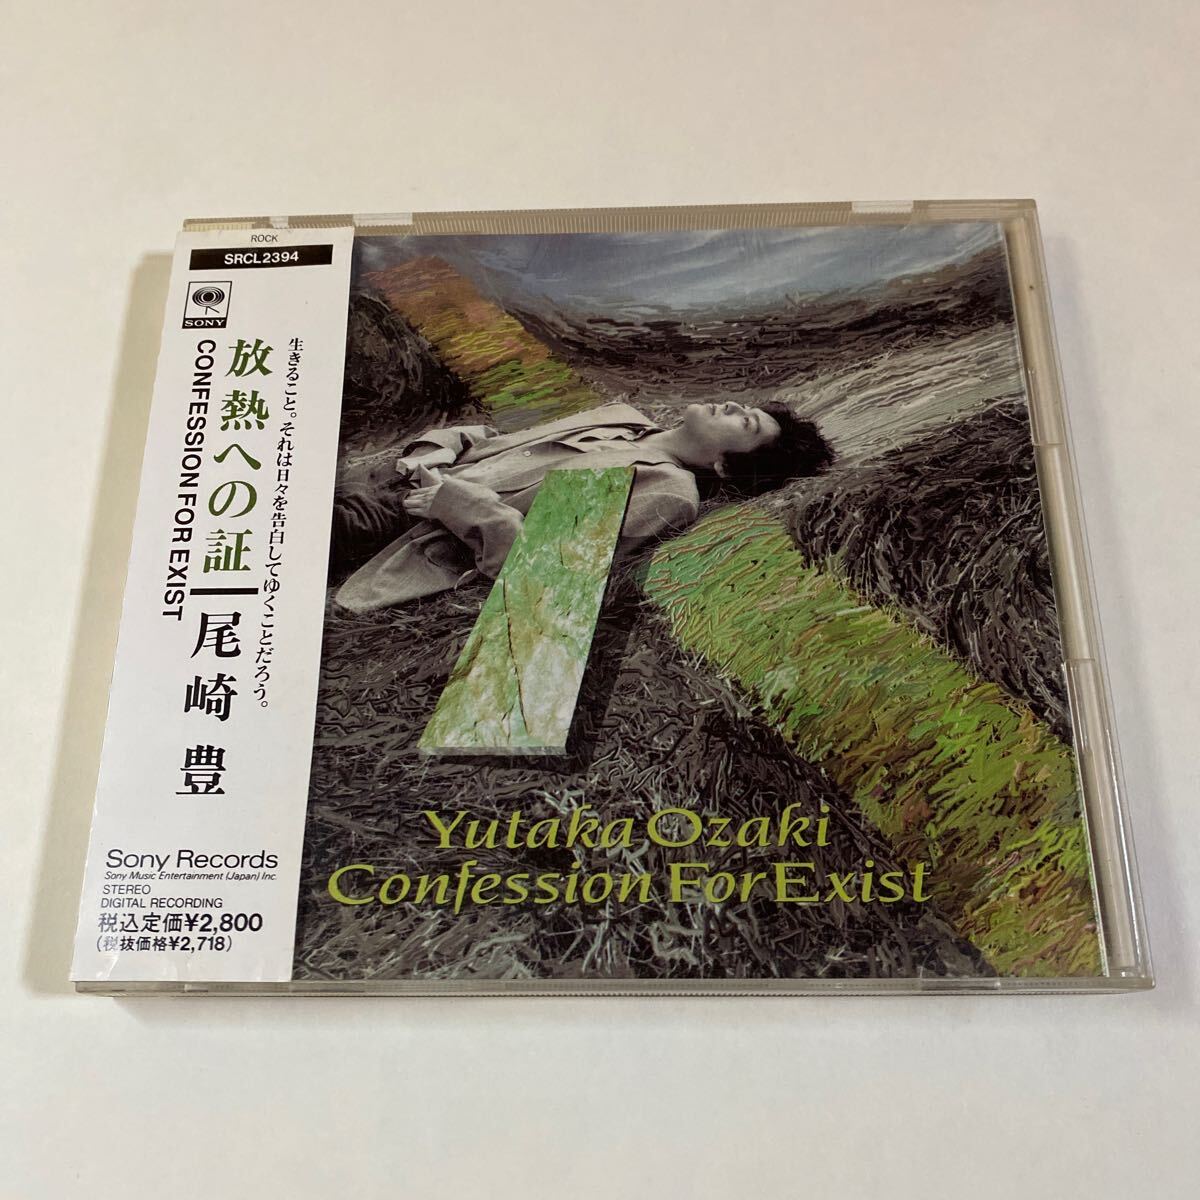 ROCK
SRCL2394
SONY
生きること。それは日々を告白してゆくことだろう。
放熱への証|尾崎 豊
CONFESSION FOR EXIST
Sony Records
Sony Music Entertainment (Japan) Inc.
STEREO
DIGITAL RECORDING
税込定価¥2,800
(税抜価格¥2,718)
Yutaka Ozaki
Confession For Exist